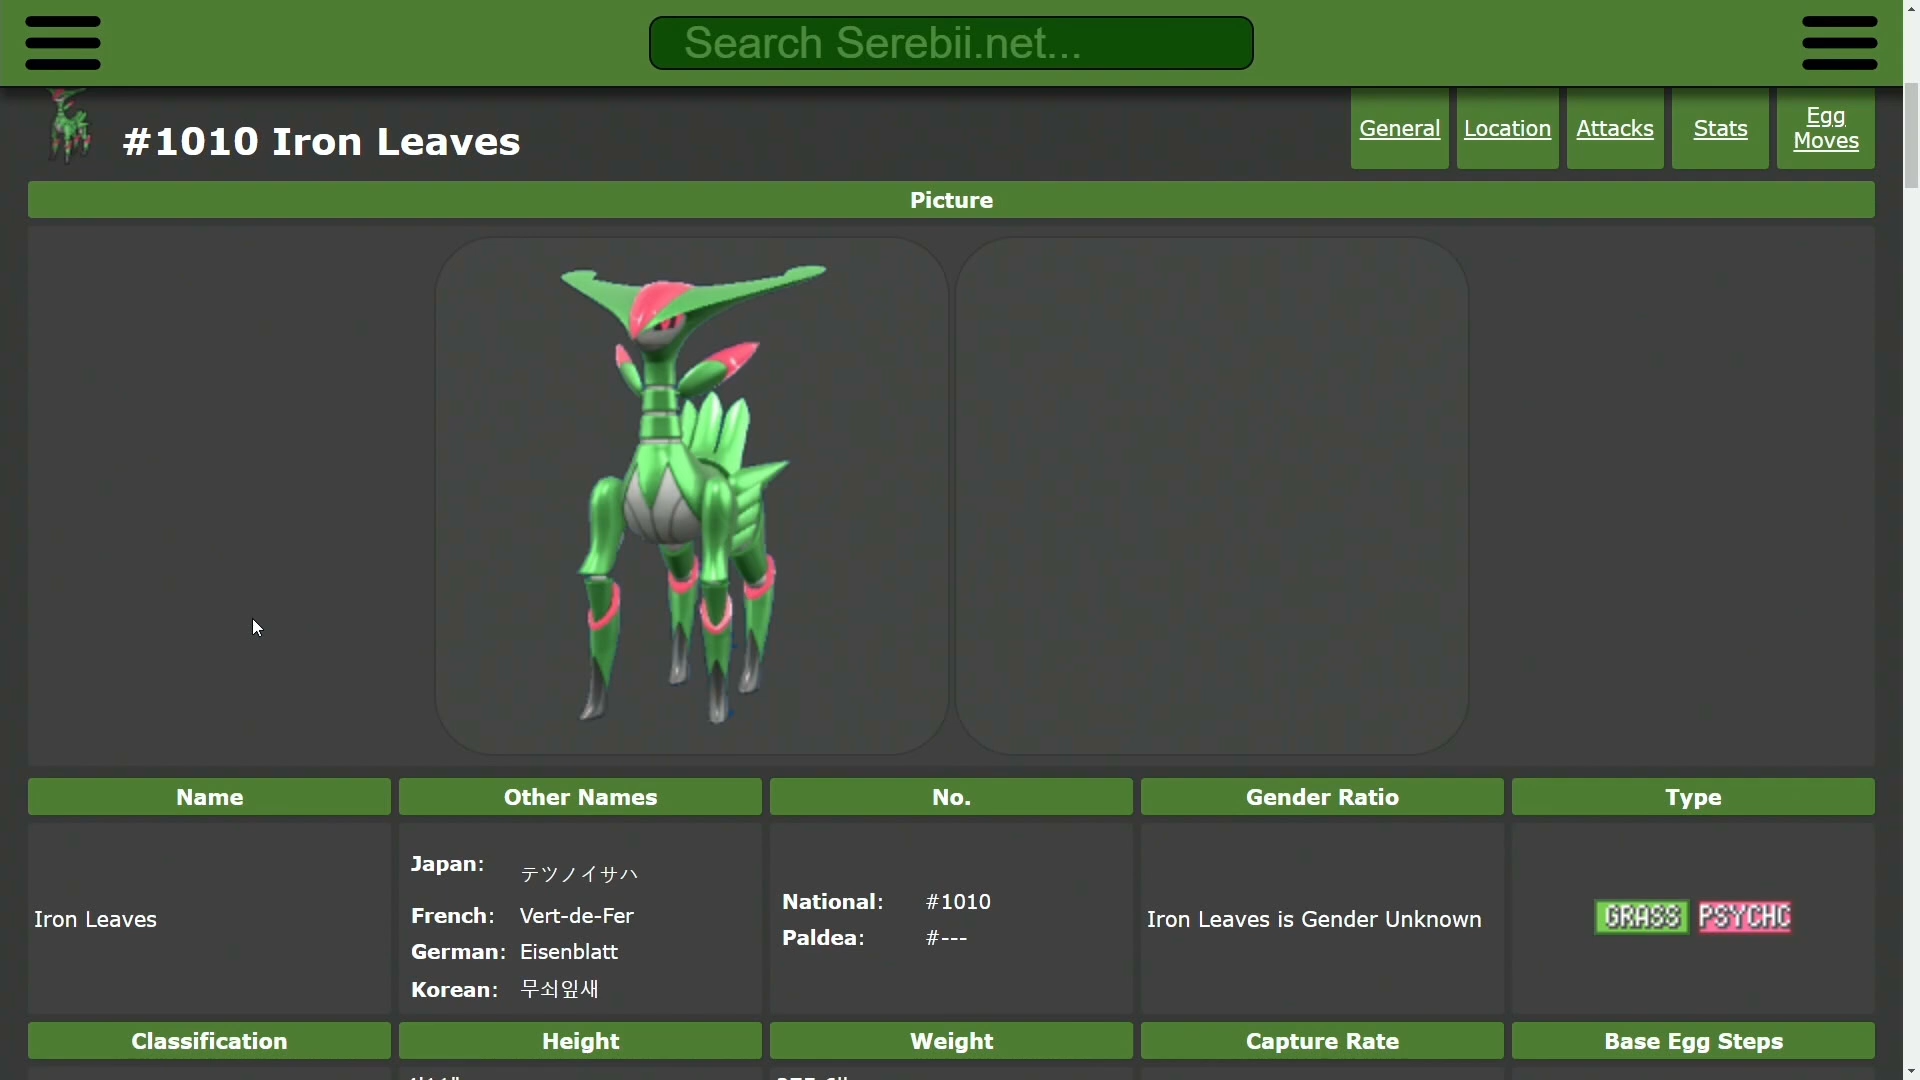 Search Serebii.net...
#1010 Iron Leaves
General
Location
Attacks
Stats
Egg
Moves
Picture
Name
Other Names
No.
Gender Ratio
Type
Iron Leaves
Japan: テツノイサハ
French: Vert-de-Fer
German: Eisenblatt
Korean: 무쇠잎새
National: #1010
Paldea: #---
Iron Leaves is Gender Unknown
GRASS PSYCHC
Classification
Height
Weight
Capture Rate
Base Egg Steps